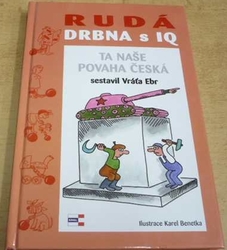 RUDÁ
DRBNA s IQ
TA NAŠE
POVAHA ČESKÁ
sestavil Vráťa Ebr
Ilustrace Karel Benetka